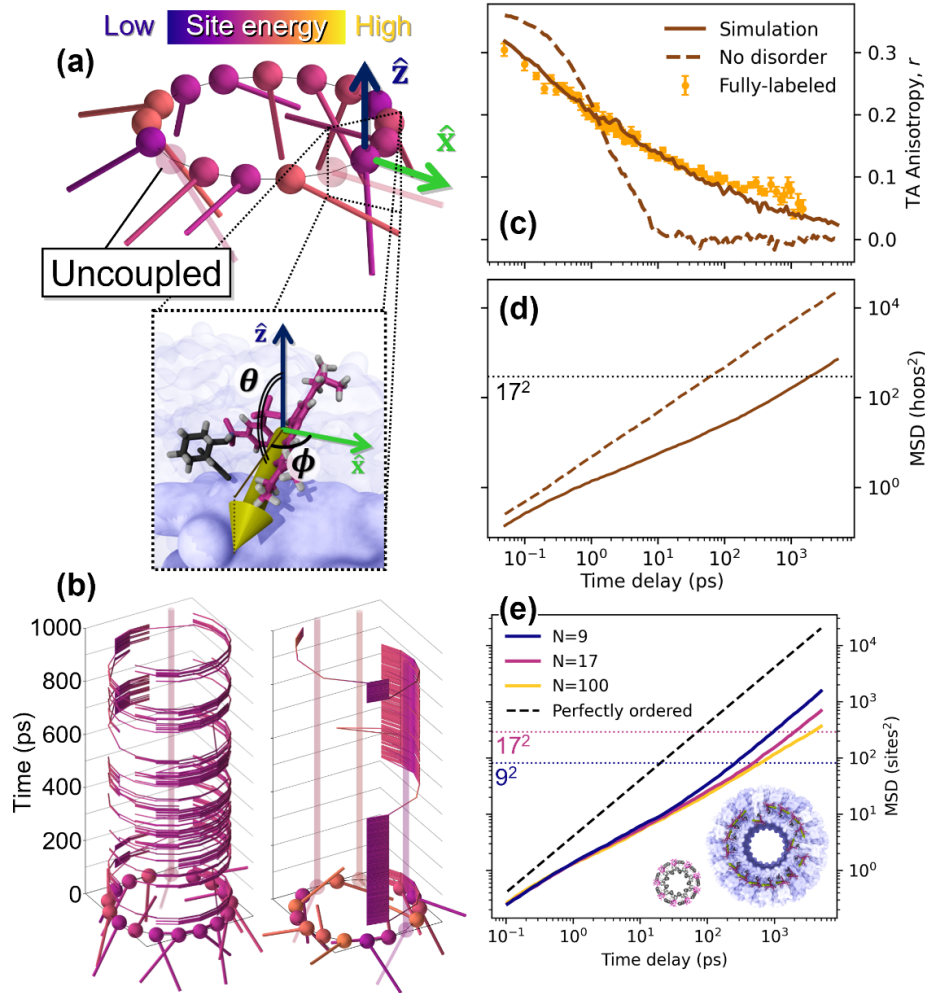 Low Site energy High
(a)
ẑ
x̂
Uncoupled
ẑ
θ
x̂
ϕ
(b)
1000
800
600
400
200
0
Time (ps)
Simulation
No disorder
Fully-labeled
0.3
0.2
0.1
0.0
TA Anisotropy, r
(c)
(d)
17²
10⁴
10²
10⁰
MSD (hops²)
10⁻¹ 10⁰ 10¹ 10² 10³
Time delay (ps)
(e)
N=9
N=17
N=100
Perfectly ordered
17²
9²
10⁴
10³
10²
10¹
10⁰
MSD (sites²)
10⁻¹ 10⁰ 10¹ 10² 10³
Time delay (ps)